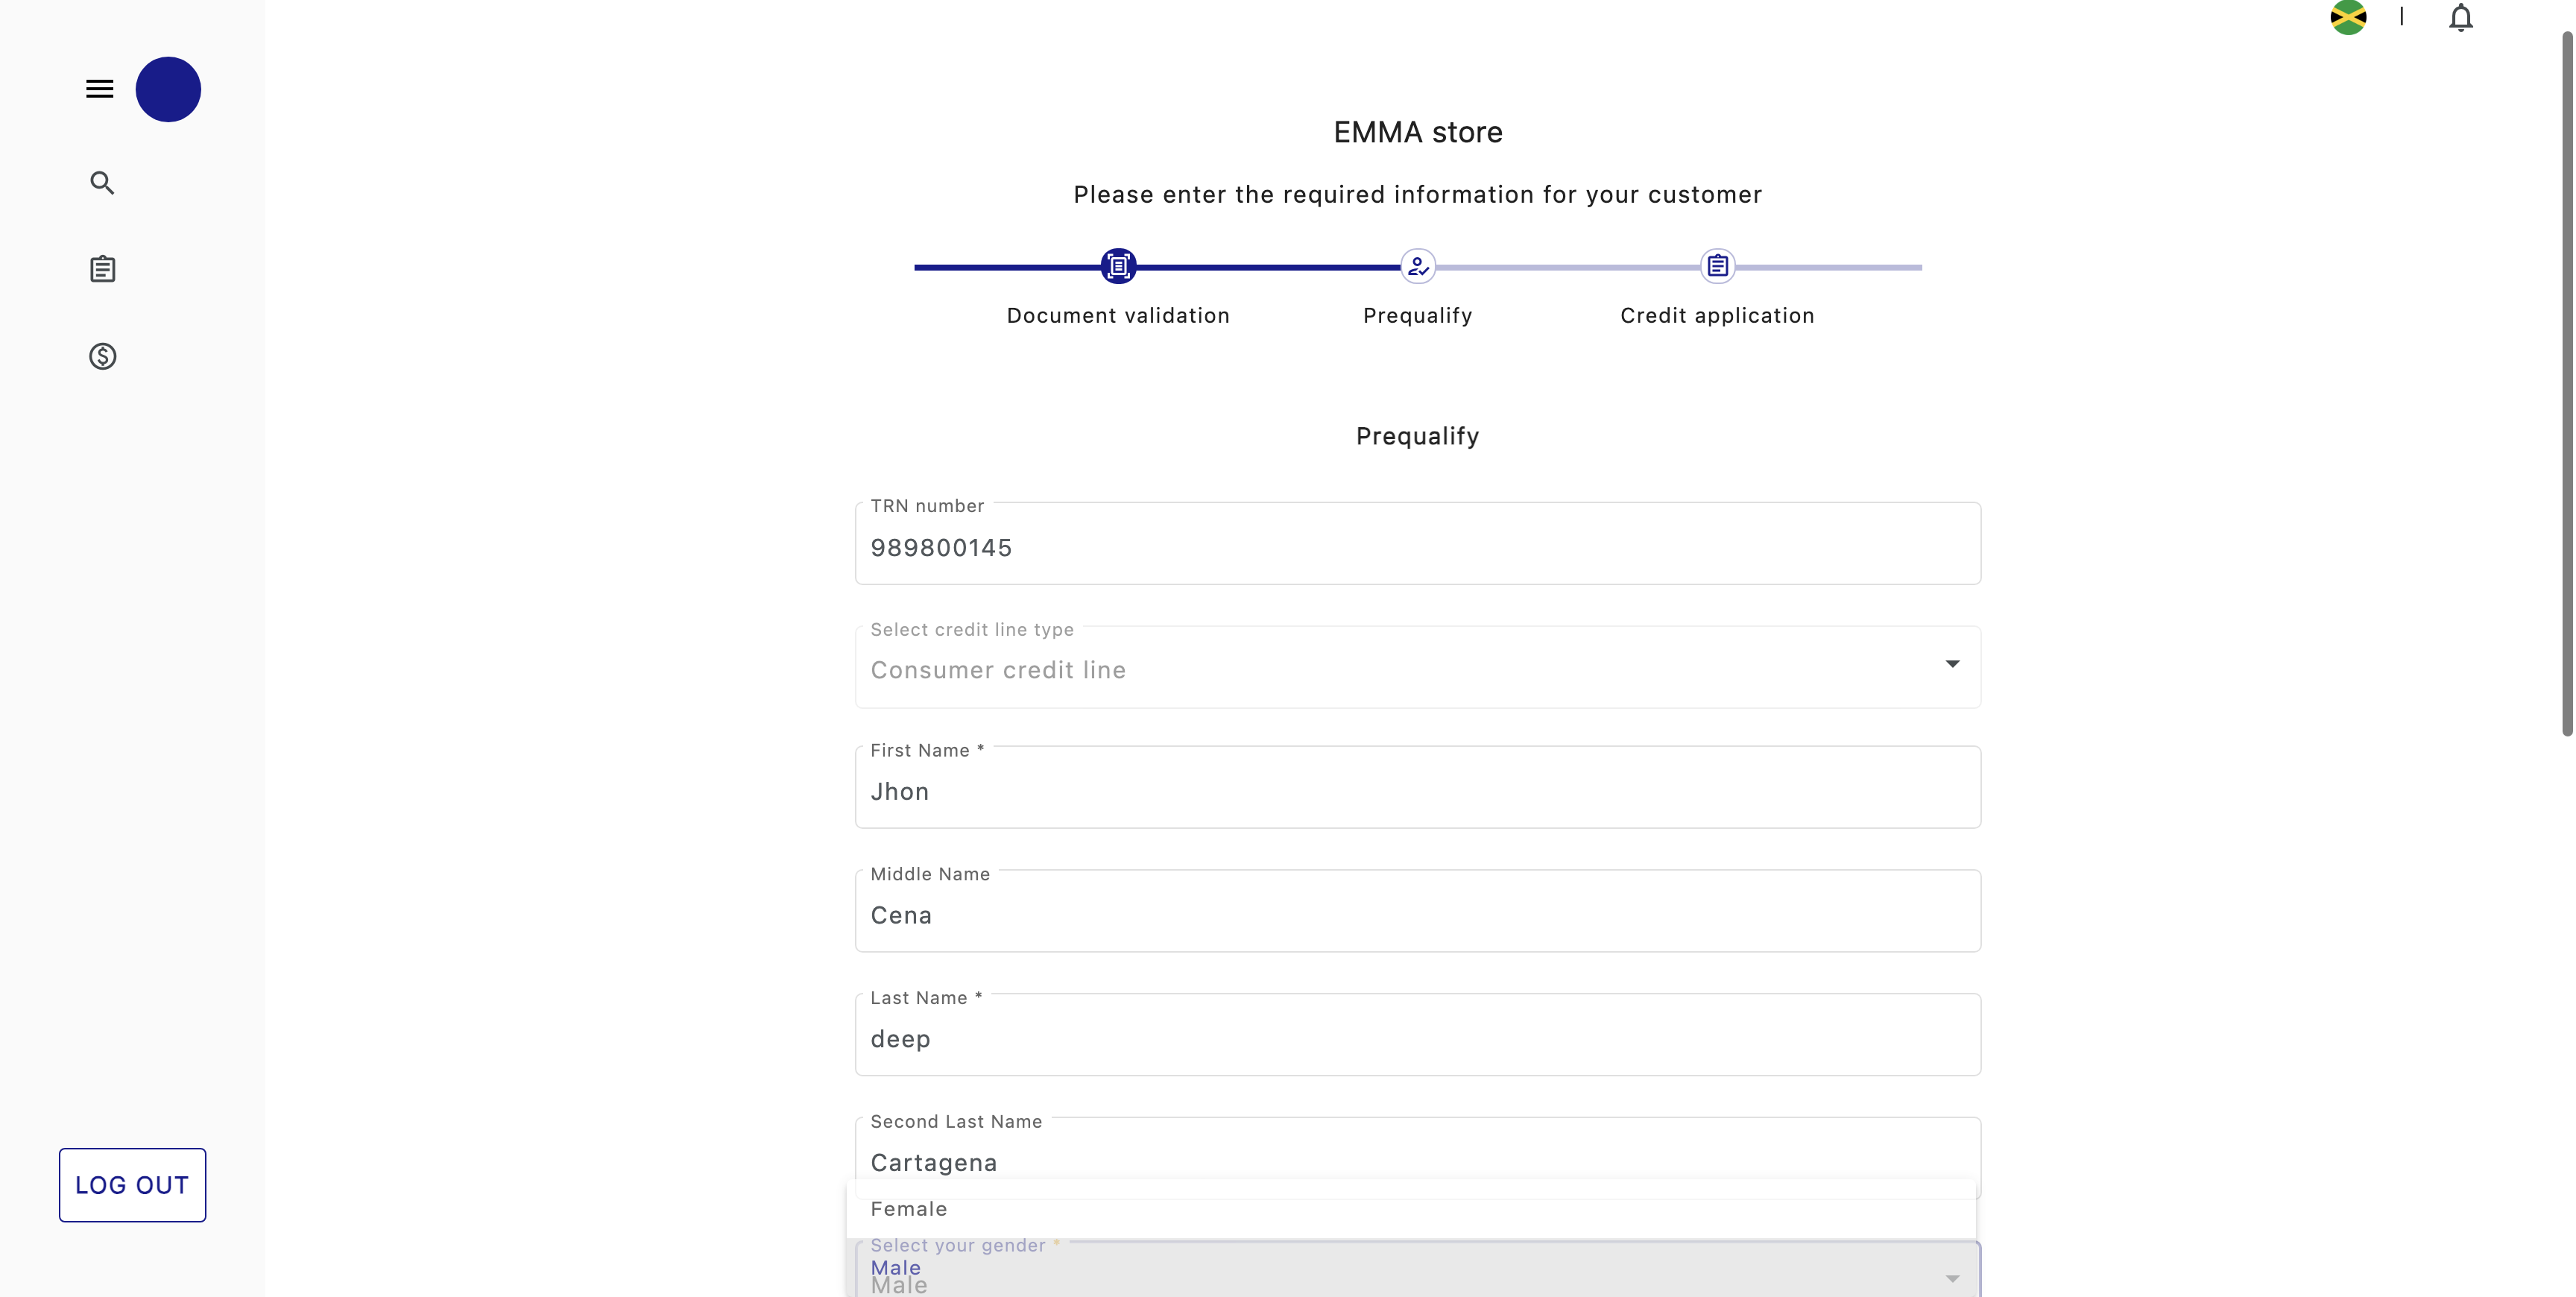 EMMA store
Please enter the required information for your customer
Document validation
Prequalify
Credit application
Prequalify
TRN number
989800145
Select credit line type
Consumer credit line
First Name *
Jhon
Middle Name
Cena
Last Name *
deep
Second Last Name
Cartagena
Female
Select your gender *
Male
Male
LOG OUT